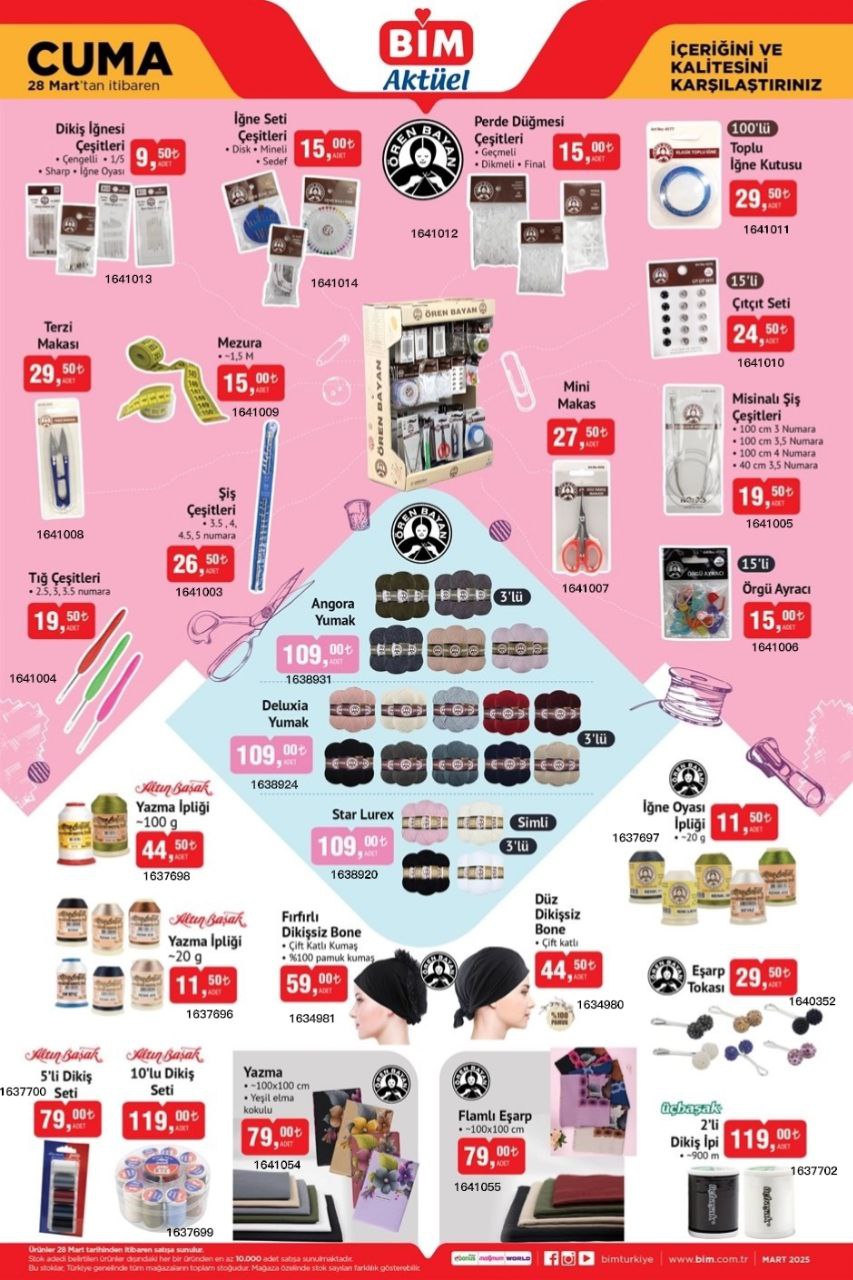 CUMA
28 Mart'tan itibaren
BİM
Aktüel
İÇERİĞİNİ VE
KALİTESİNİ
KARŞILAŞTIRINIZ
Dikiş İğnesi
Çeşitleri
• Çengelli • 1/5
• Sharp • İğne Oyası
9,50₺
ADET
1641013
İğne Seti
Çeşitleri
• Disk • Mineli
• Sedef
15,00₺
ADET
1641014
ÖREN BAYAN
Perde Düğmesi
Çeşitleri
• Geçmeli
• Dikmeli • Final
15,00₺
ADET
1641012
100'lü
Toplu
İğne Kutusu
29,50₺
ADET
1641011
15'li
Çıtçıt Seti
24,50₺
ADET
1641010
Terzi
Makası
29,50₺
ADET
1641008
Mezura
• ~1,5 M
15,00₺
ADET
1641009
ÖREN BAYAN
ÖREN BAYAN
Mini
Makas
27,50₺
ADET
1641007
Misinalı Şiş
Çeşitleri
• 100 cm 3 Numara
• 100 cm 3,5 Numara
• 100 cm 4 Numara
• 40 cm 3,5 Numara
19,50₺
ADET
1641005
Şiş
Çeşitleri
• 3.5 , 4,
4.5, 5 numara
26,50₺
ADET
1641003
ÖREN BAYAN
Tığ Çeşitleri
• 2.5, 3, 3.5 numara
19,50₺
ADET
1641004
15'li
Örgü Ayracı
15,00₺
ADET
1641006
Angora
Yumak
109,00₺
ADET
1638931
3'lü
Deluxia
Yumak
109,00₺
ADET
1638924
3'lü
Star Lurex
109,00₺
ADET
1638920
Simli
3'lü
Altın Başak
Yazma İpliği
~100 g
44,50₺
ADET
1637698
ÖREN BAYAN
İğne Oyası
İpliği
• ~20 g
11,50₺
ADET
1637697
Altın Başak
Yazma İpliği
~20 g
11,50₺
ADET
1637696
Fırfırlı
Dikişsiz Bone
• Çift Katlı Kumaş
• %100 pamuk kumaş
59,00₺
ADET
1634981
ÖREN BAYAN
Düz
Dikişsiz
Bone
• Çift katlı
44,50₺
ADET
1634980
%100
PAMUK
ÖREN BAYAN
Eşarp
Tokası
29,50₺
ADET
1640352
Altın Başak
5'li Dikiş
Seti
1637700
79,00₺
ADET
Altın Başak
10'lu Dikiş
Seti
119,00₺
ADET
1637699
Yazma
• ~100x100 cm
• Yeşil elma
kokulu
79,00₺
ADET
1641054
ÖREN BAYAN
ÖREN BAYAN
Flamlı Eşarp
• ~100x100 cm
79,00₺
ADET
1641055
üçbaşak
2'li
Dikiş İpi
• ~900 m
119,00₺
ADET
1637702
üçbaşak
üçbaşak
Ürünler 28 Mart tarihinden itibaren satışa sunulur.
Stok adedi belirtilen ürünler dışındaki her bir üründen en az 10.000 adet satışa sunulmaktadır.
Bu stoklar, Türkiye genelinde tüm mağazaların toplam stoğudur. Mağaza özelinde stok sayıları farklılık gösterebilir.
bonus
maximum
WORLD
bimturkiye
www.bim.com.tr
MART 2025